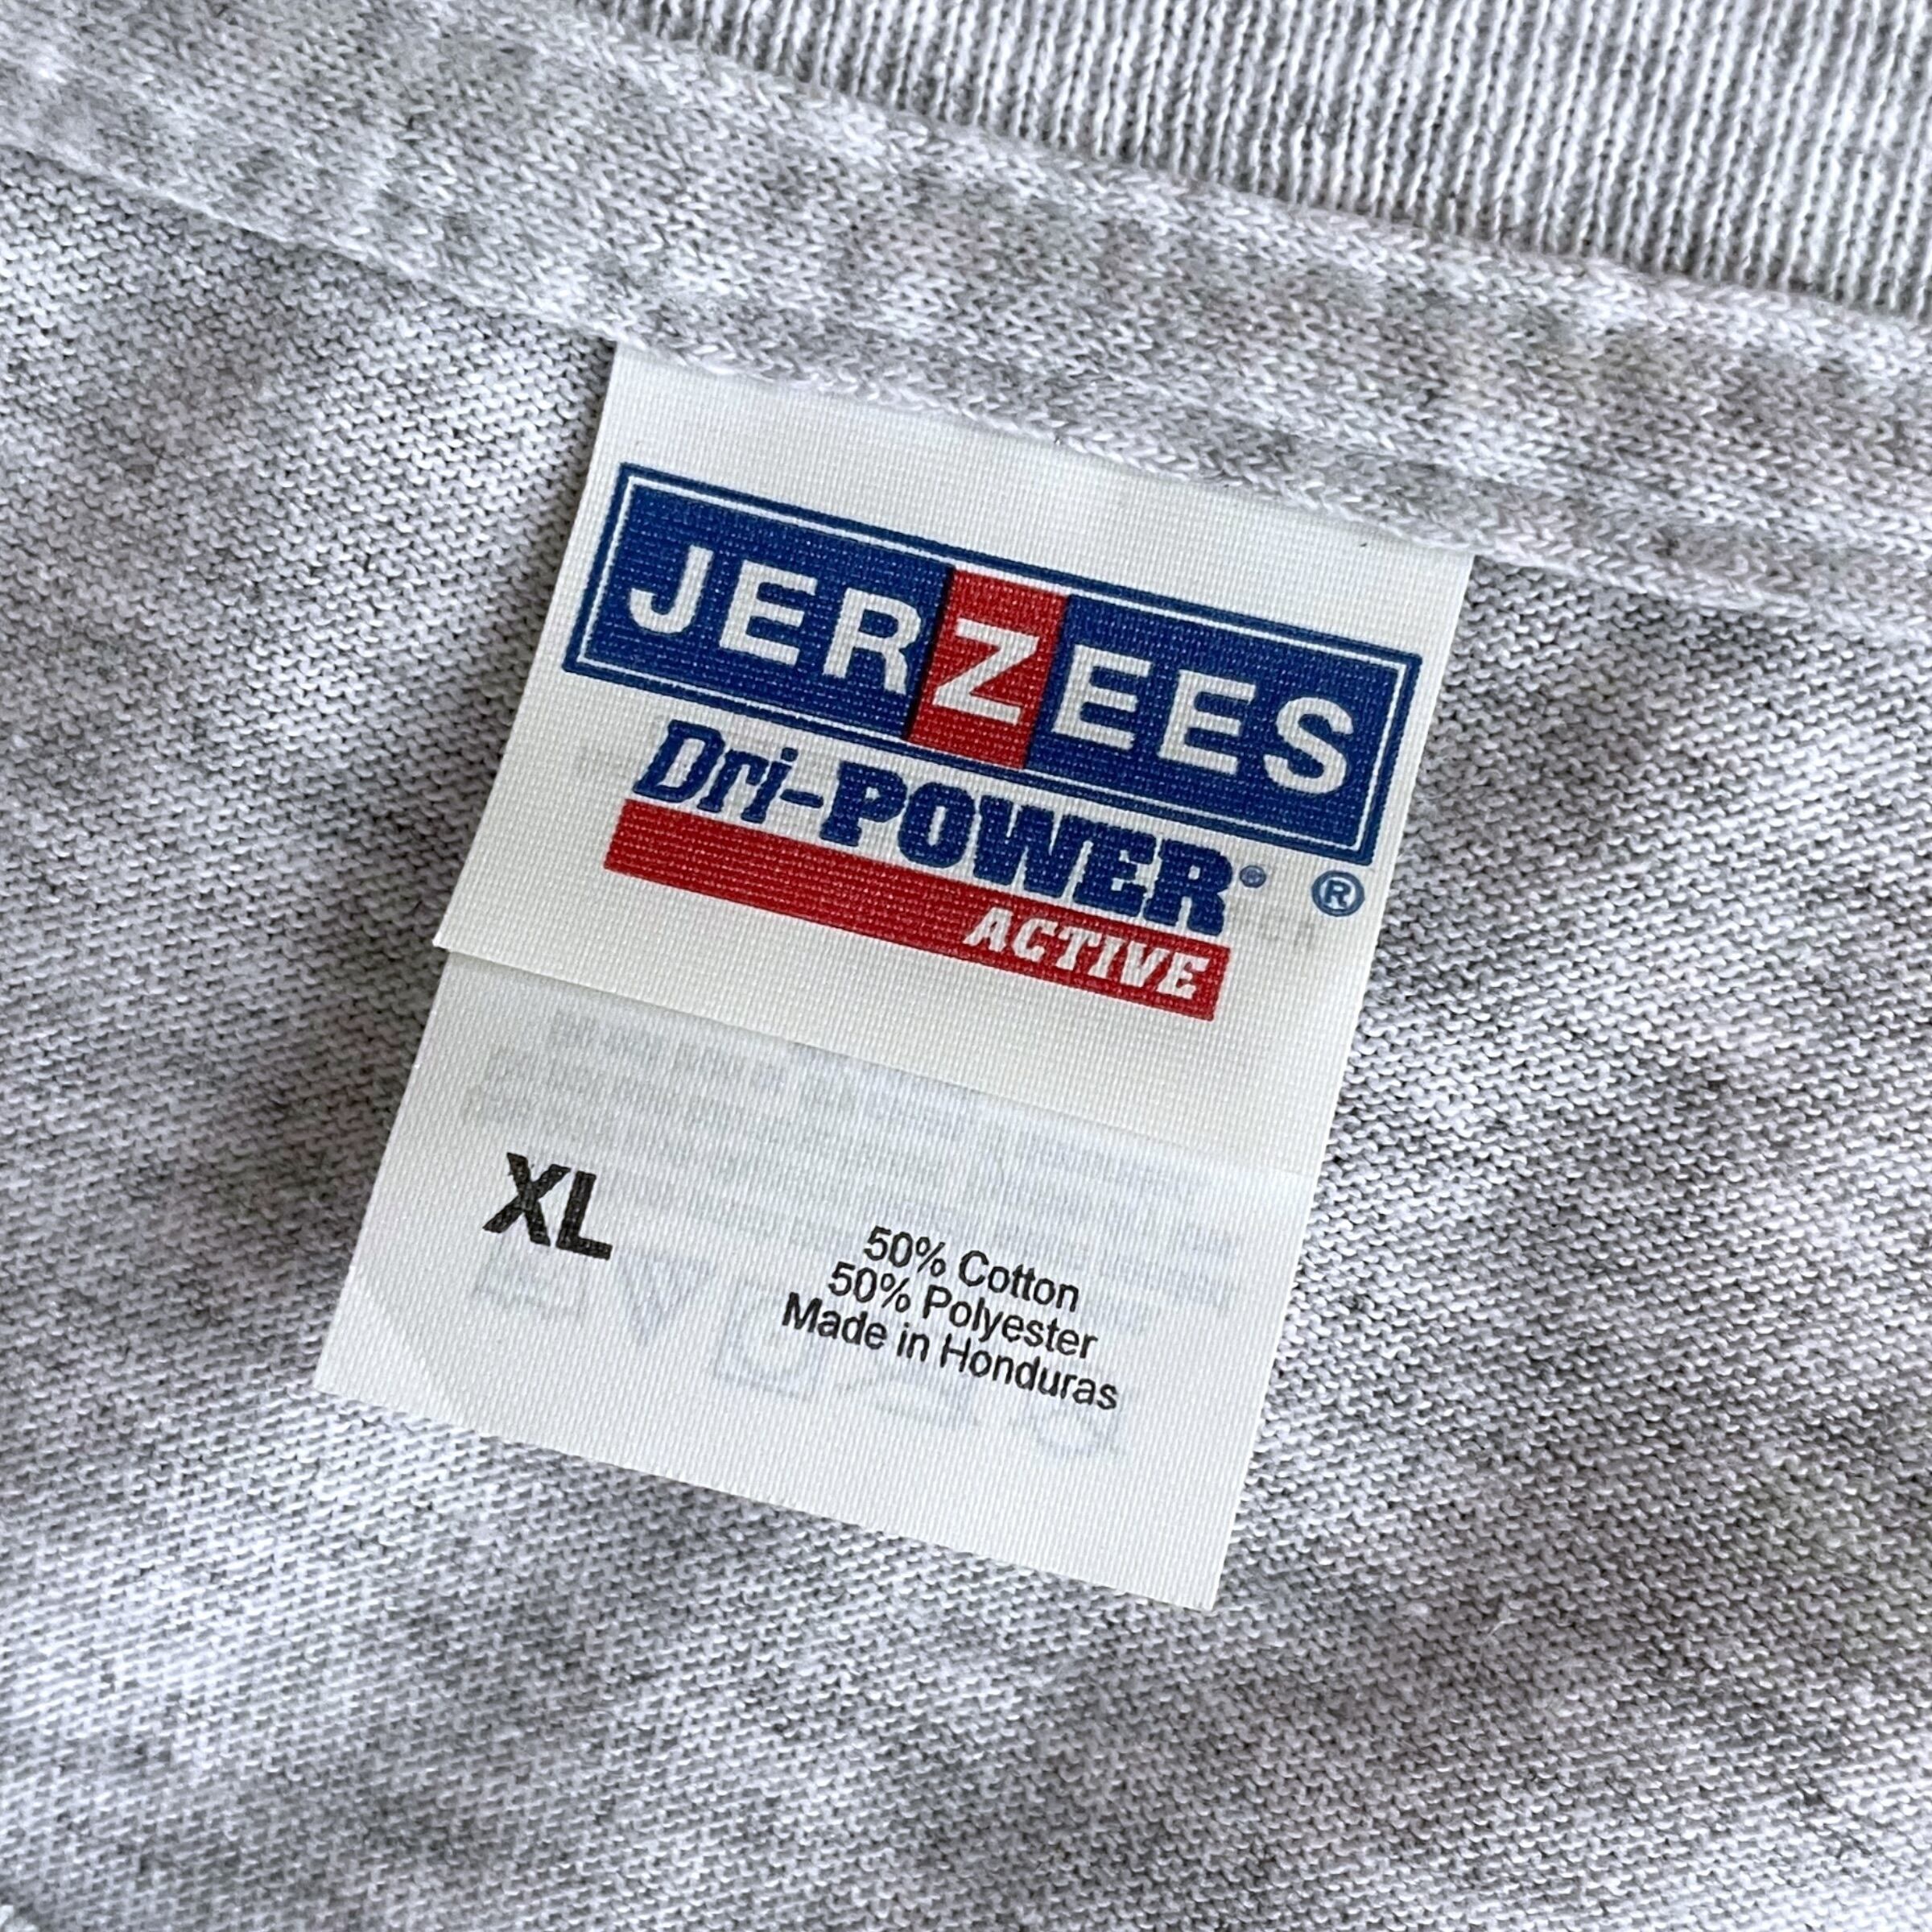 JERZEES
Dri-POWER® ®
ACTIVE
XL
50% Cotton
50% Polyester
Made in Honduras